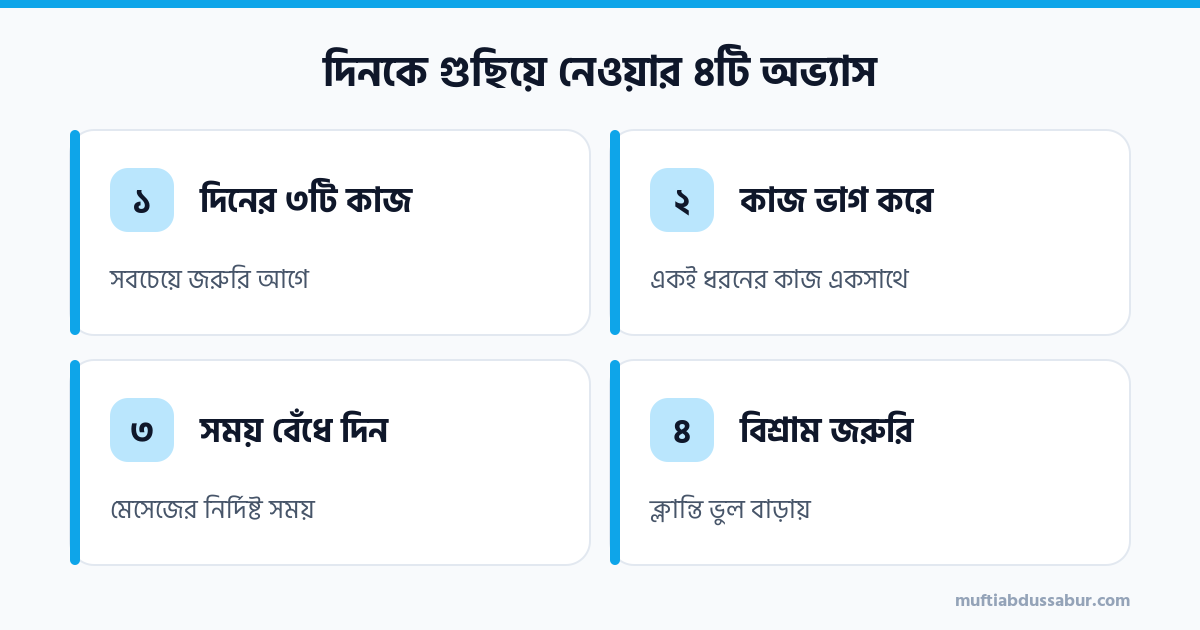 দিনকে গুছিয়ে নেওয়ার ৪টি অভ্যাস
১
দিনের ৩টি কাজ
সবচেয়ে জরুরি আগে
২
কাজ ভাগ করে
একই ধরনের কাজ একসাথে
৩
সময় বেঁধে দিন
মেসেজের নির্দিষ্ট সময়
৪
বিশ্রাম জরুরি
ক্লান্তি ভুল বাড়ায়
muftiabdussabur.com